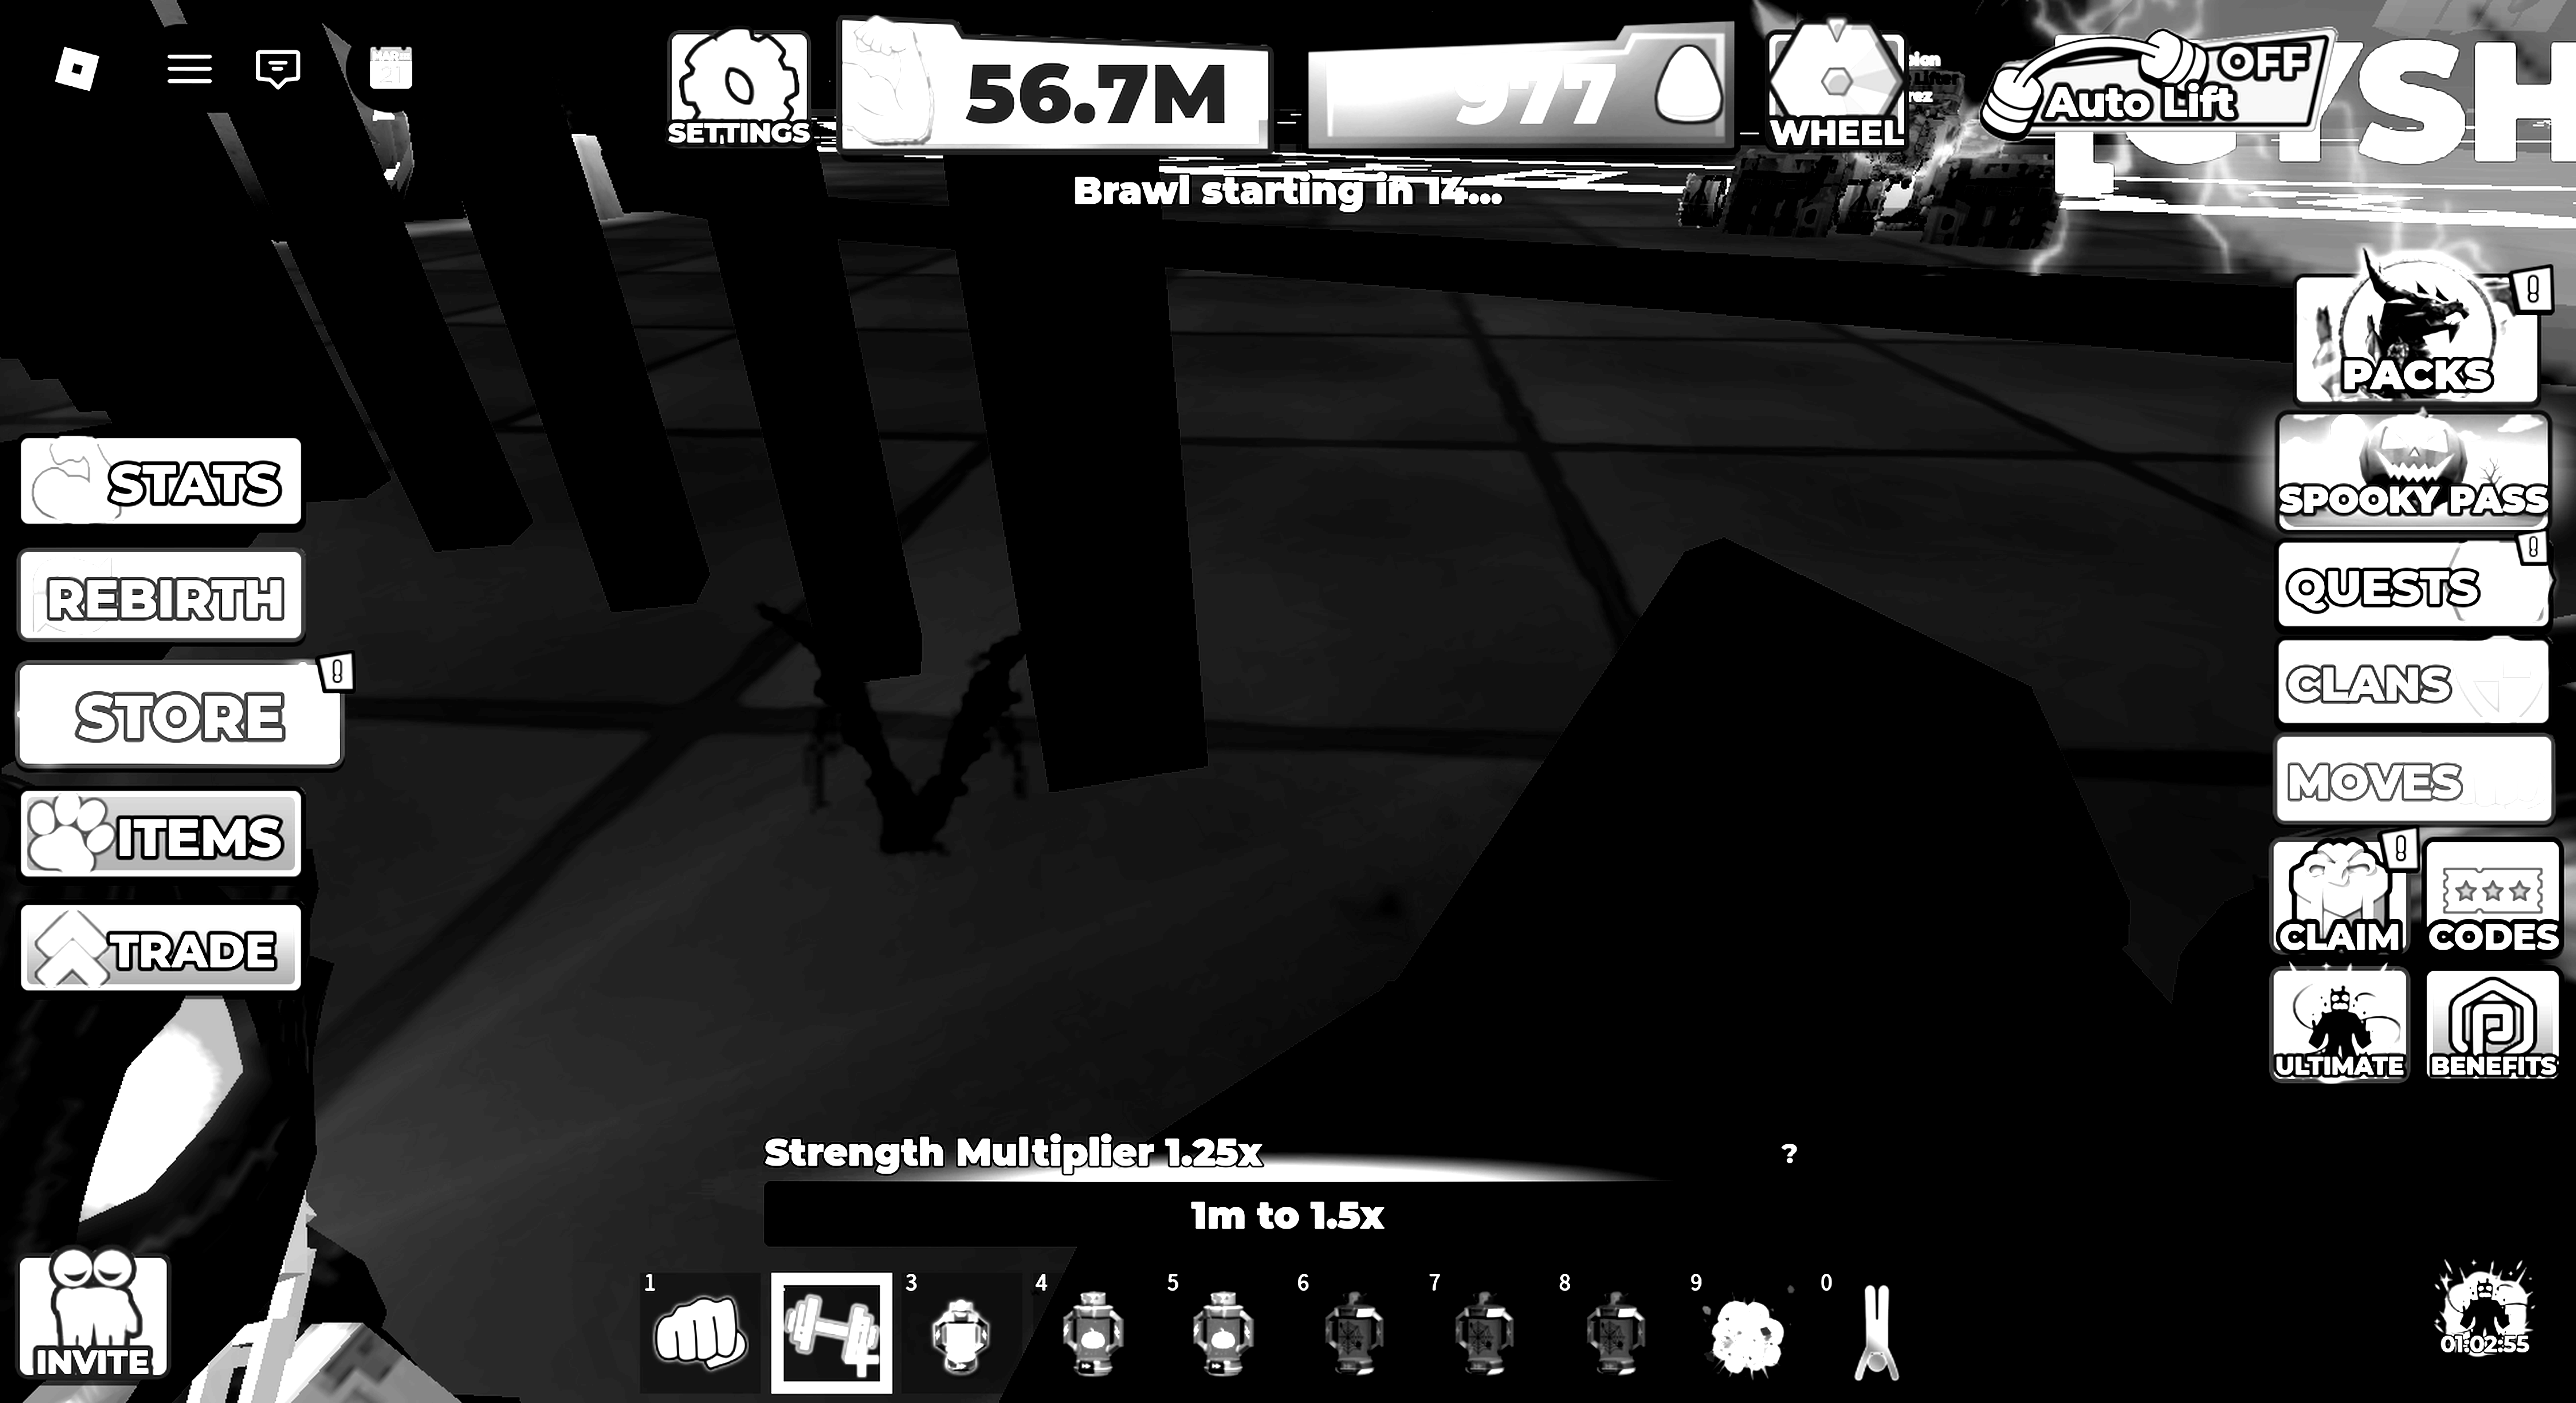 21
SETTINGS
56.7M
977
WHEEL
OFF
Auto Lift
YSH
Brawl starting in 14...
PACKS
SPOOKY PASS
STATS
QUESTS
REBIRTH
CLANS
STORE
MOVES
ITEMS
CLAIM
CODES
TRADE
ULTIMATE
BENEFITS
Strength Multiplier 1.25x
?
1m to 1.5x
1
3
4
5
6
7
8
9
0
INVITE
01:02:55